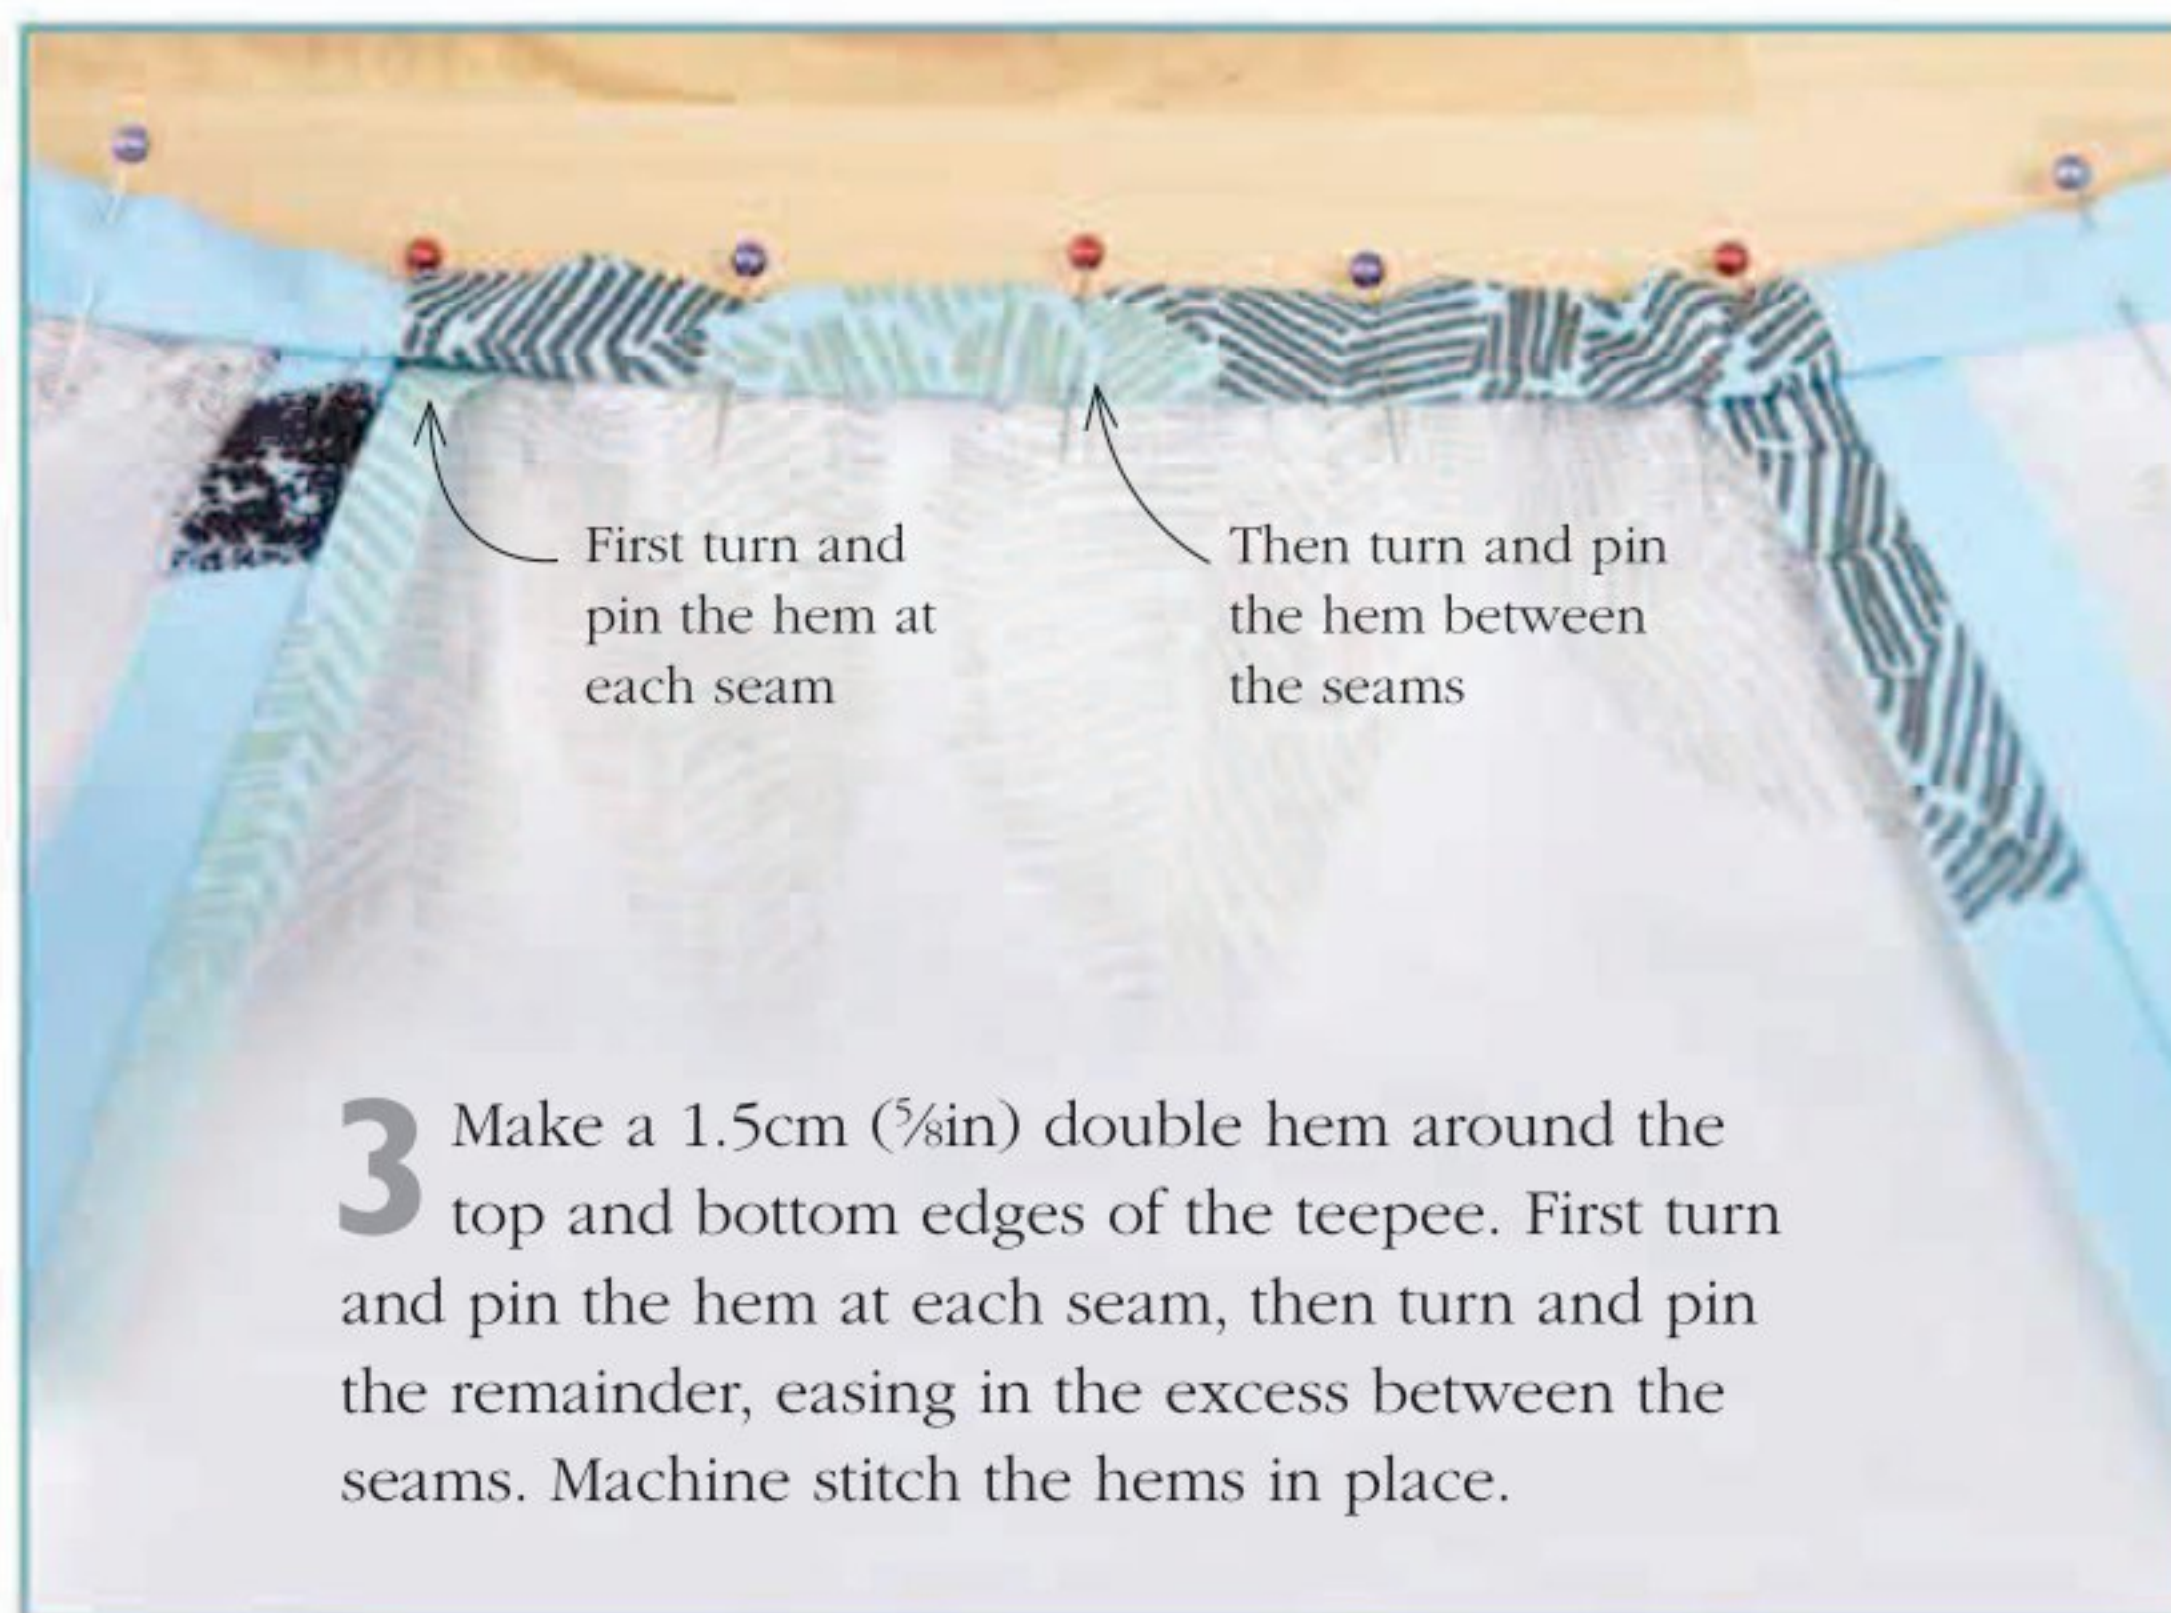 First turn and
pin the hem at
each seam
Then turn and pin
the hem between
the seams
3 Make a 1.5cm (⅝in) double hem around the
top and bottom edges of the teepee. First turn
and pin the hem at each seam, then turn and pin
the remainder, easing in the excess between the
seams. Machine stitch the hems in place.